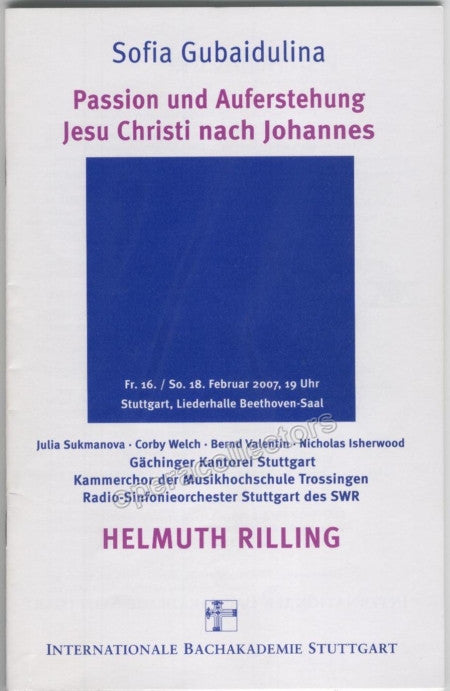 Sofia Gubaidulina
Passion und Auferstehung
Jesu Christi nach Johannes
Fr. 16. / So. 18. Februar 2007, 19 Uhr
Stuttgart, Liederhalle Beethoven-Saal
Julia Sukmanova · Corby Welch · Bernd Valentin · Nicholas Isherwood
Gächinger Kantorei Stuttgart
Kammerchor der Musikhochschule Trossingen
Radio-Sinfonieorchester Stuttgart des SWR
operacollectors
HELMUTH RILLING
INTERNATIONALE BACHAKADEMIE STUTTGART